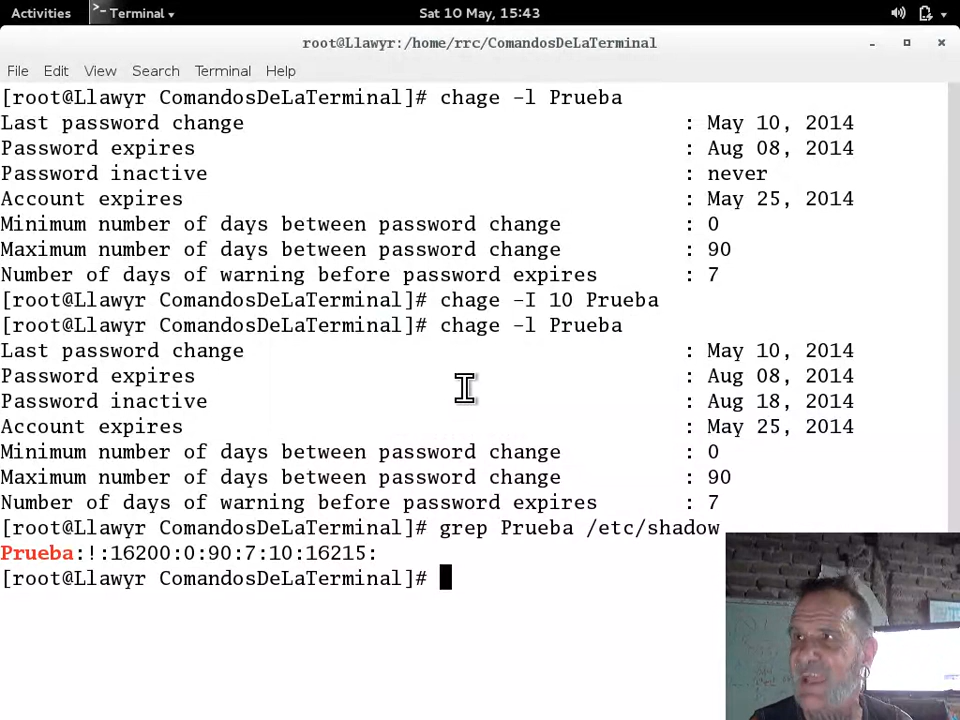 Activities Terminal Sat 10 May, 15:43
root@Llawyr:/home/rrc/ComandosDeLaTerminal
File Edit View Search Terminal Help
[root@Llawyr ComandosDeLaTerminal]# chage -l Prueba
Last password change : May 10, 2014
Password expires : Aug 08, 2014
Password inactive : never
Account expires : May 25, 2014
Minimum number of days between password change : 0
Maximum number of days between password change : 90
Number of days of warning before password expires : 7
[root@Llawyr ComandosDeLaTerminal]# chage -I 10 Prueba
[root@Llawyr ComandosDeLaTerminal]# chage -l Prueba
Last password change : May 10, 2014
Password expires : Aug 08, 2014
Password inactive : Aug 18, 2014
Account expires : May 25, 2014
Minimum number of days between password change : 0
Maximum number of days between password change : 90
Number of days of warning before password expires : 7
[root@Llawyr ComandosDeLaTerminal]# grep Prueba /etc/shadow
Prueba:!:16200:0:90:7:10:16215:
[root@Llawyr ComandosDeLaTerminal]#